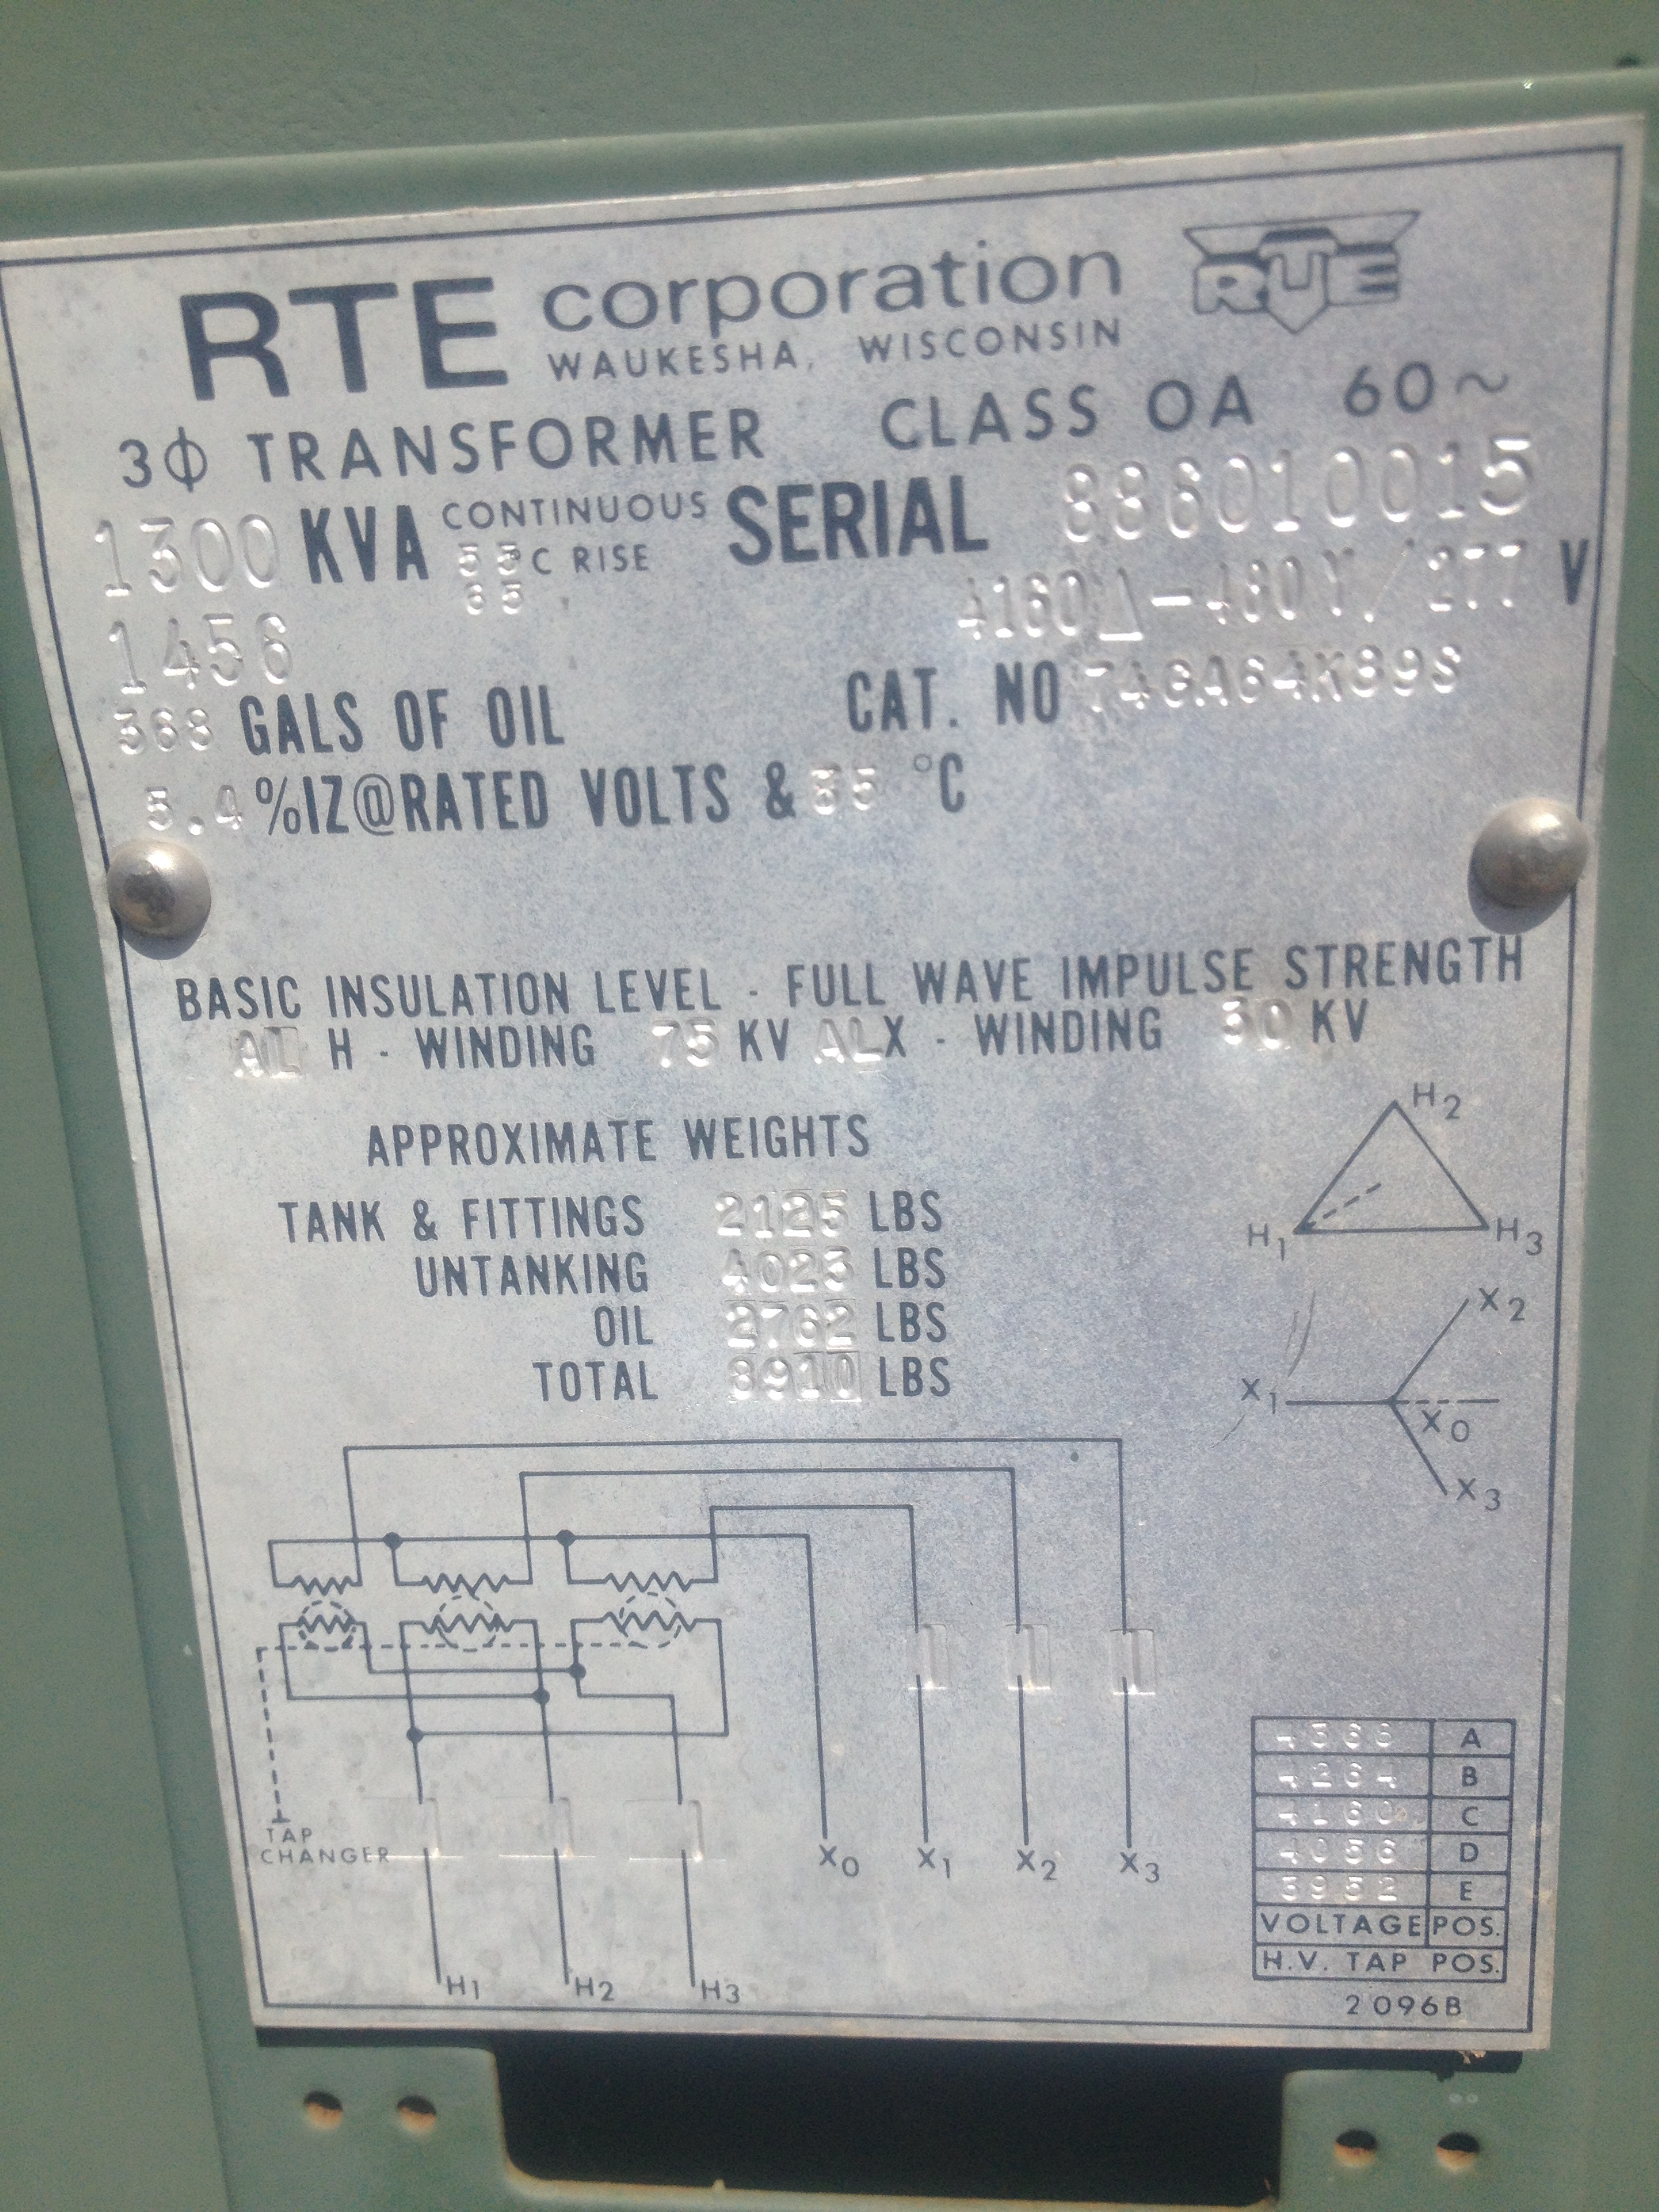 RTE corporation RTE
WAUKESHA, WISCONSIN
3Φ TRANSFORMER CLASS OA 60~
1300 KVA CONTINUOUS 55°C RISE SERIAL 886010015
65
4160Δ-480Y/277 V
1456
368 GALS OF OIL CAT. NO
5.4 %IZ@RATED VOLTS & 85 °C
BASIC INSULATION LEVEL - FULL WAVE IMPULSE STRENGTH
AL H - WINDING 75 KV AL X - WINDING 30 KV
APPROXIMATE WEIGHTS
TANK & FITTINGS 2125 LBS
UNTANKING 4025 LBS
OIL 2762 LBS
TOTAL 8910 LBS
H2
H1 H3
X2
X1 X0
X3
TAP
CHANGER
X0 X1 X2 X3
H1 H2 H3
4368 A
4264 B
4160 C
4056 D
3952 E
VOLTAGE POS.
H.V. TAP POS.
2096B